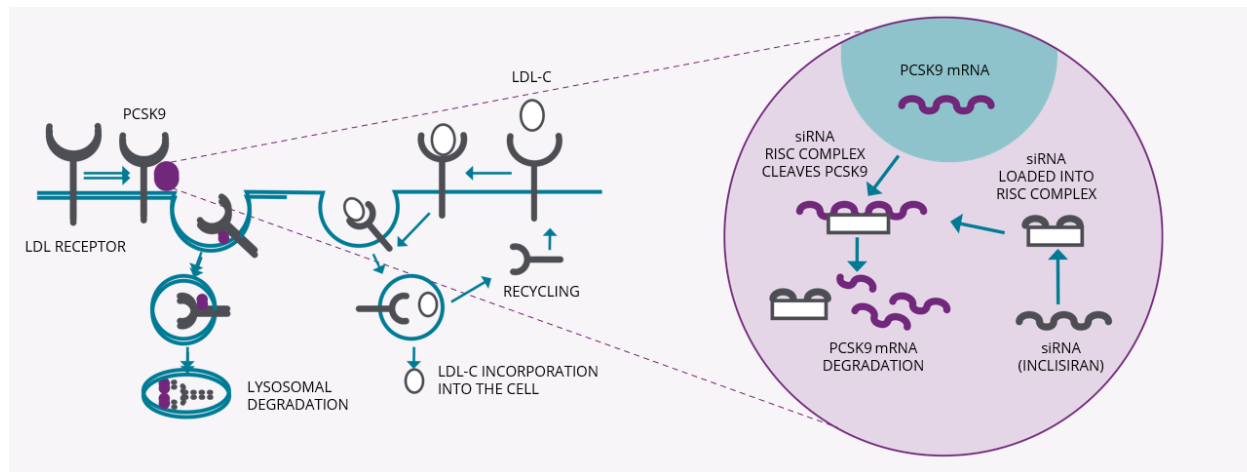 PCSK9
LDL RECEPTOR
LDL-C
RECYCLING
LYSOSOMAL
DEGRADATION
LDL-C INCORPORATION
INTO THE CELL
PCSK9 mRNA
siRNA
RISC COMPLEX
CLEAVES PCSK9
siRNA
LOADED INTO
RISC COMPLEX
PCSK9 mRNA
DEGRADATION
siRNA
(INCLISIRAN)